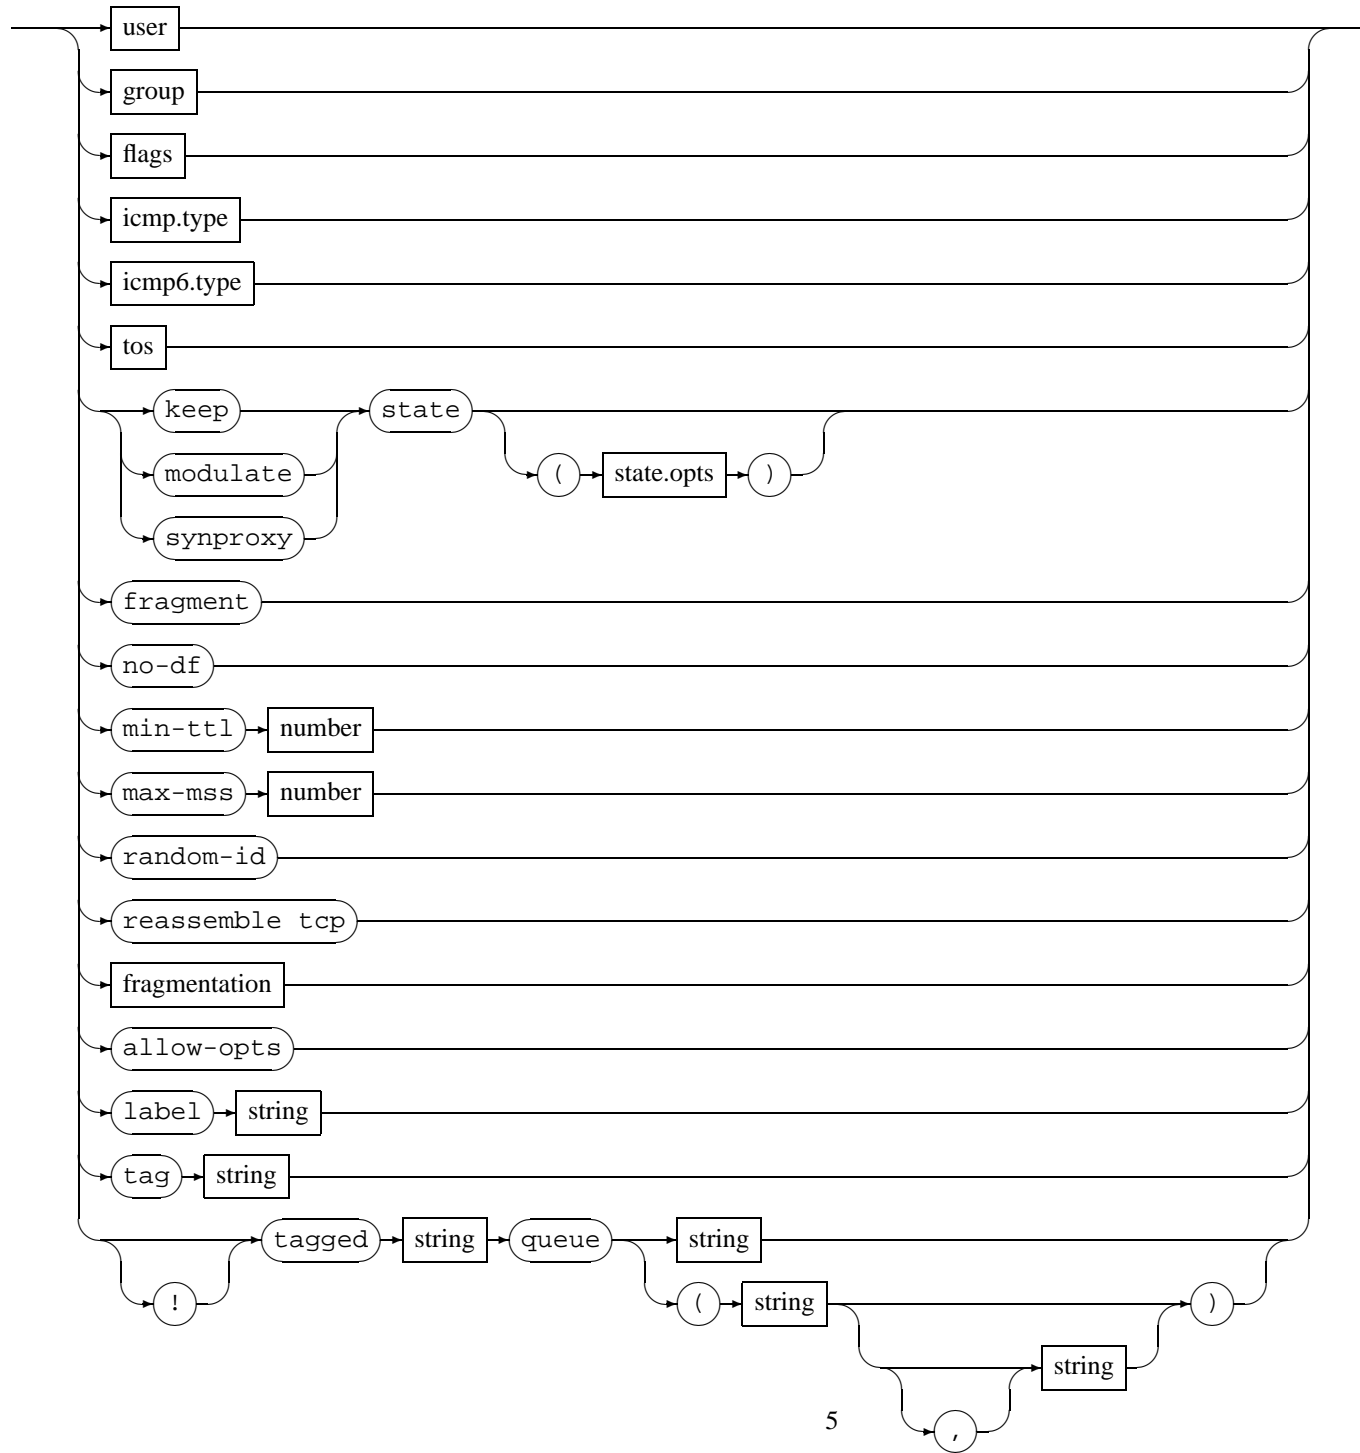 user
group
flags
icmp.type
icmp6.type
tos
keep state
modulate ( state.opts )
synproxy
fragment
no-df
min-ttl number
max-mss number
random-id
reassemble tcp
fragmentation
allow-opts
label string
tag string
tagged string queue string
! ( string )
string
,
5